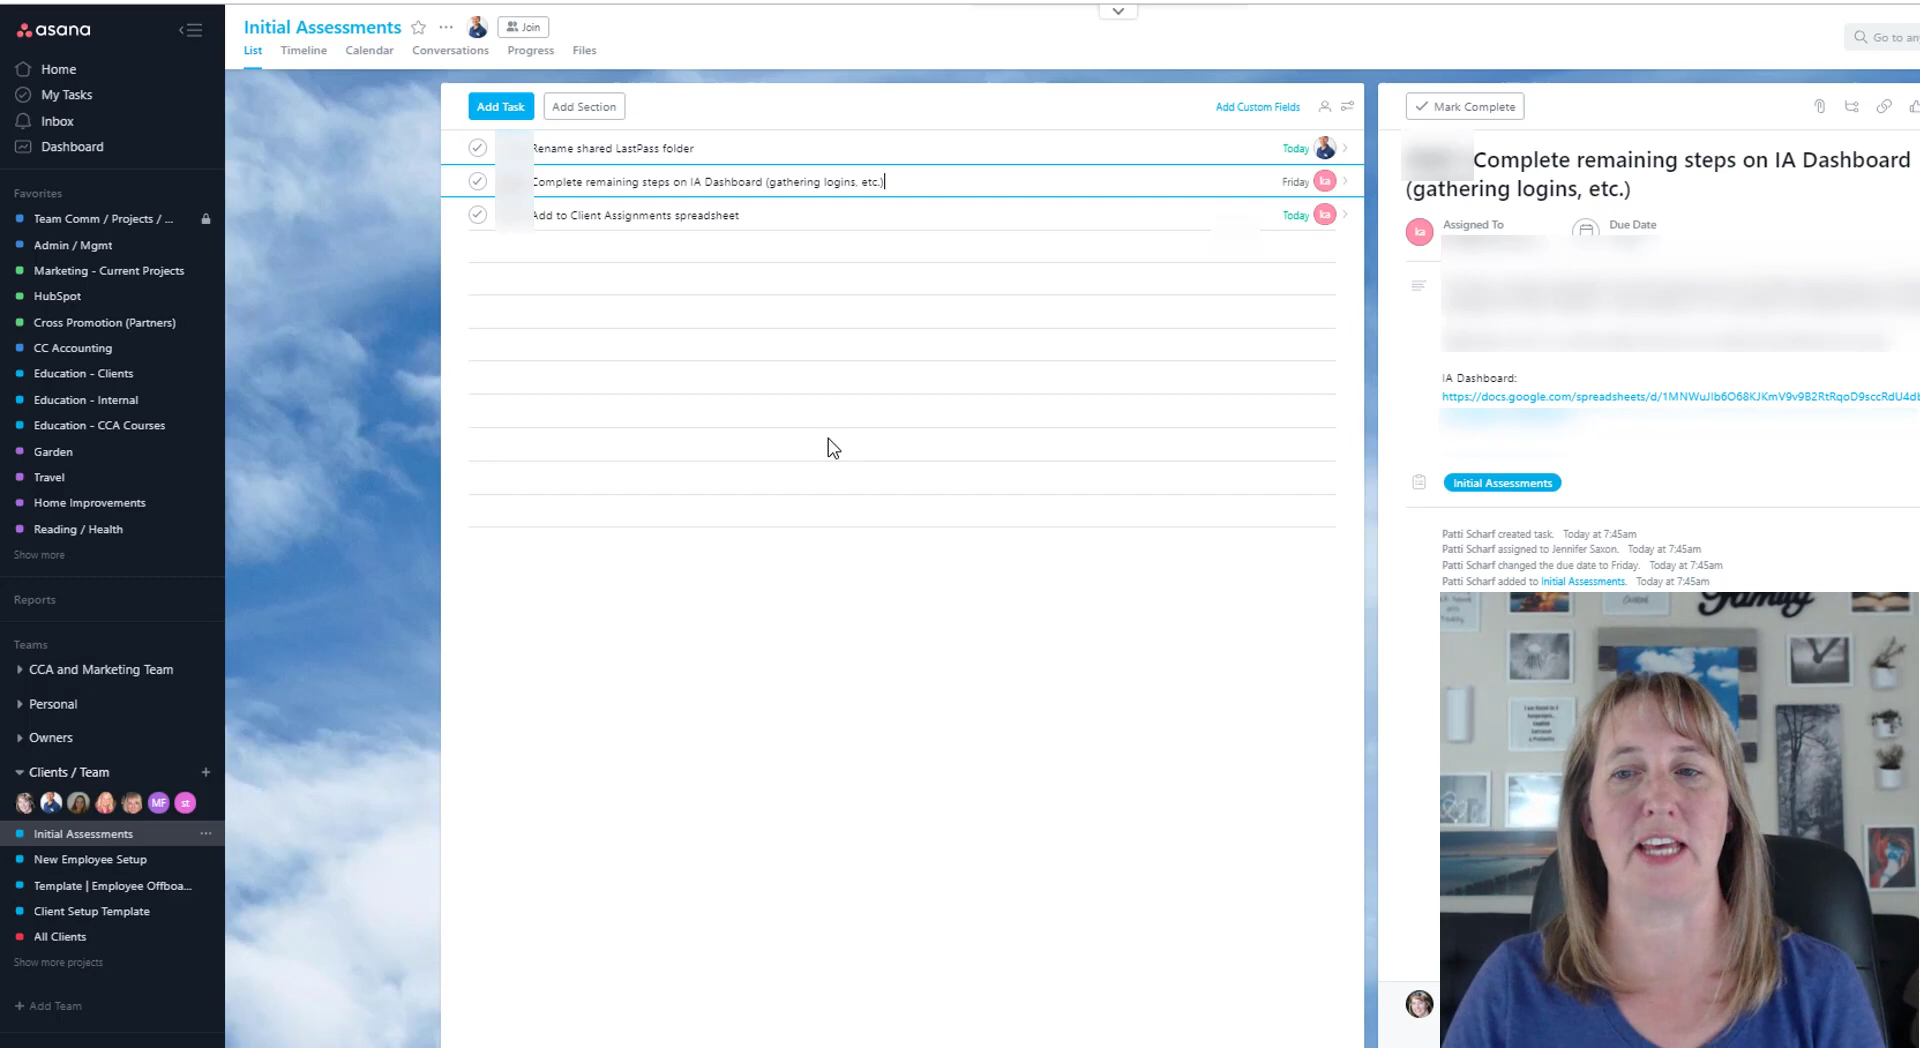 asana
Home
My Tasks
Inbox
Dashboard
Favorites
Team Comm / Projects / ...
Admin / Mgmt
Marketing - Current Projects
HubSpot
Cross Promotion (Partners)
CC Accounting
Education - Clients
Education - Internal
Education - CCA Courses
Garden
Travel
Home Improvements
Reading / Health
Show more
Reports
Teams
CCA and Marketing Team
Personal
Owners
Clients / Team
MF st
Initial Assessments
New Employee Setup
Template | Employee Offboa...
Client Setup Template
All Clients
Show more projects
+ Add Team
Initial Assessments
Join
List Timeline Calendar Conversations Progress Files
Go to an
Add Task Add Section Add Custom Fields
Rename shared LastPass folder Today
Complete remaining steps on IA Dashboard (gathering logins, etc.) Friday ka
Add to Client Assignments spreadsheet Today ka
Mark Complete
Complete remaining steps on IA Dashboard
(gathering logins, etc.)
ka Assigned To Due Date
IA Dashboard:
https://docs.google.com/spreadsheets/d/1MNWuJIb6O68KJKmV9v9B2RtRqoD9sccRdU4db
Initial Assessments
Patti Scharf created task. Today at 7:45am
Patti Scharf assigned to Jennifer Saxon. Today at 7:45am
Patti Scharf changed the due date to Friday. Today at 7:45am
Patti Scharf added to Initial Assessments. Today at 7:45am
family